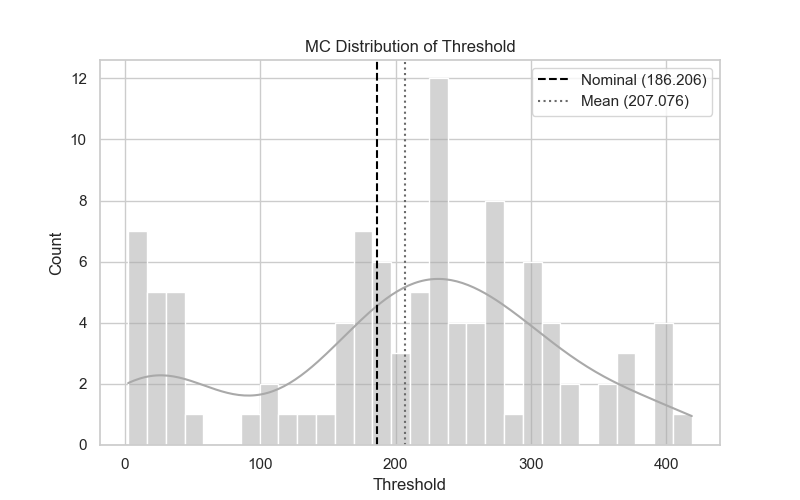 MC Distribution of Threshold
Nominal (186.206)
Mean (207.076)
12
10
8
6
4
2
0
Count
0
100
200
300
400
Threshold